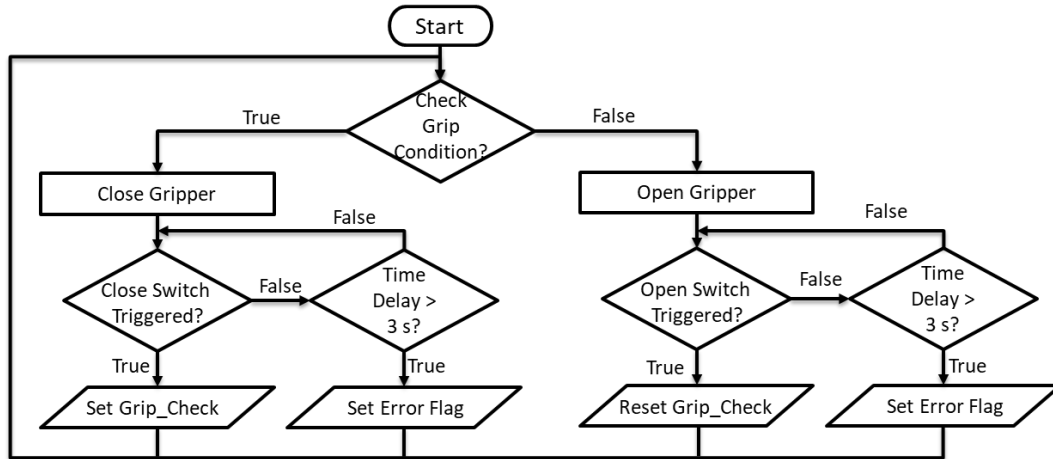 Start
Check
Grip
Condition?
True
False
Close Gripper
Open Gripper
False
False
Close Switch
Triggered?
False
Time
Delay >
3 s?
Open Switch
Triggered?
False
Time
Delay >
3 s?
True
True
True
True
Set Grip_Check
Set Error Flag
Reset Grip_Check
Set Error Flag